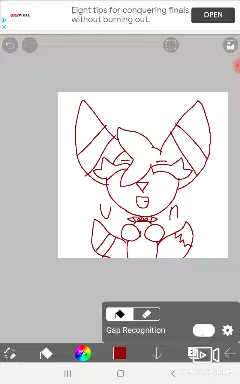 Eight tips for conquering finals
without burning out.
OPEN
Gap Recognition